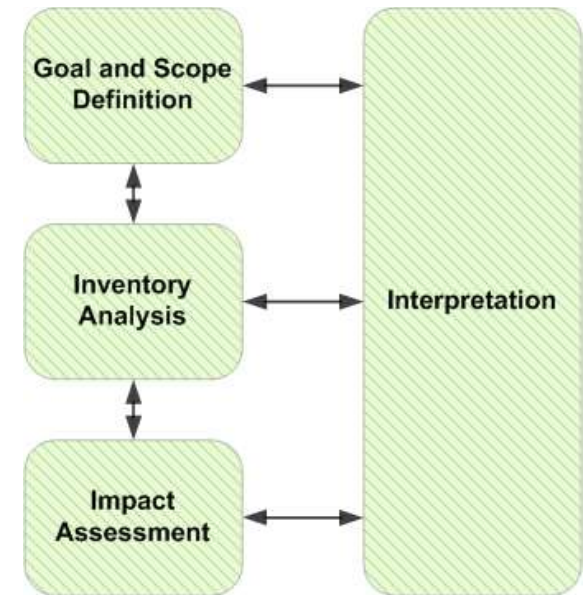 Goal and Scope
Definition
Inventory
Analysis
Interpretation
Impact
Assessment